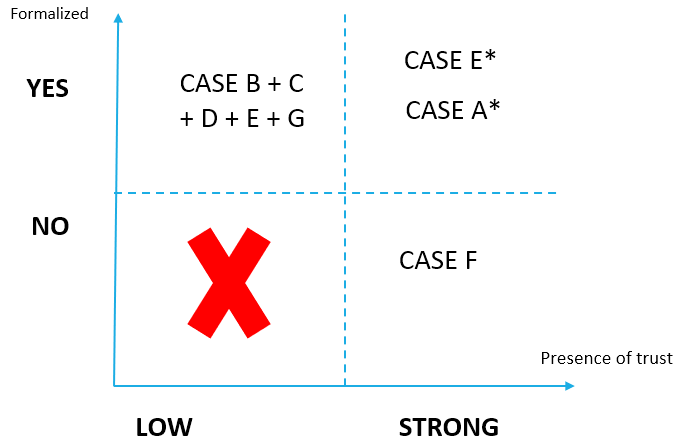 Formalized
YES
CASE B + C
+ D + E + G
CASE E*
CASE A*
NO
CASE F
Presence of trust
LOW
STRONG